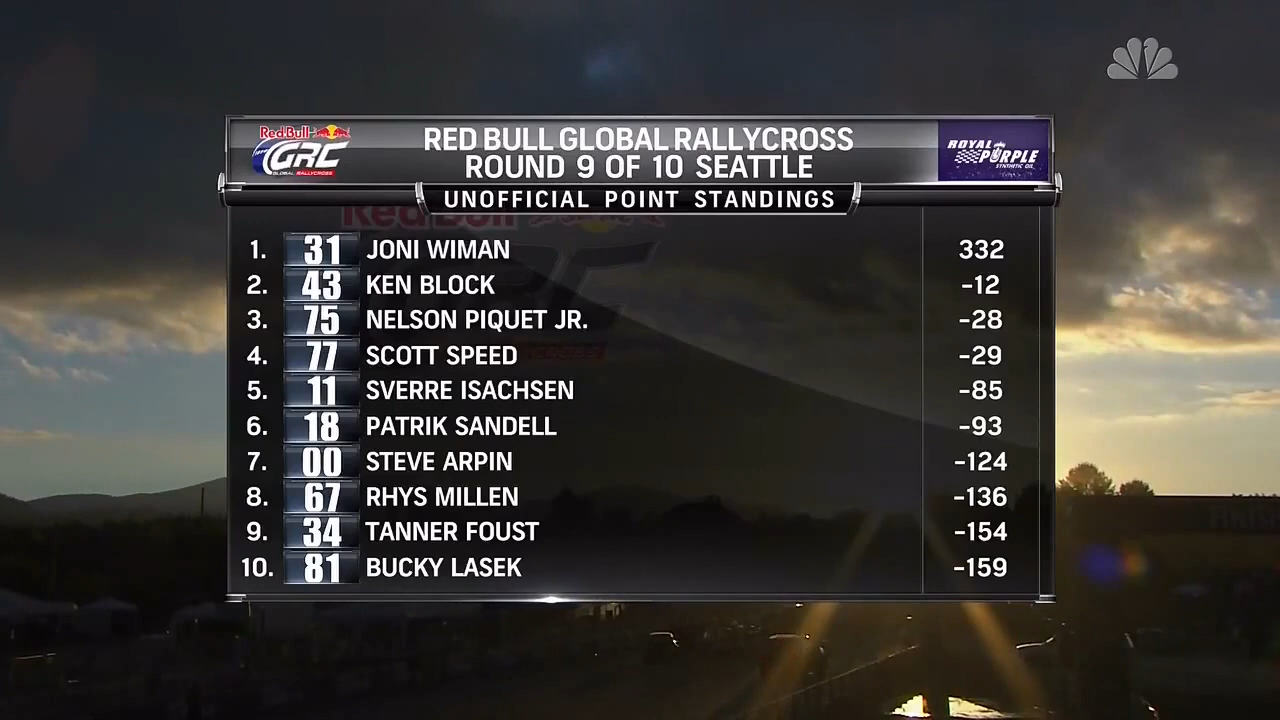 Red Bull
GRC
GLOBAL RALLYCROSS
RED BULL GLOBAL RALLYCROSS
ROUND 9 OF 10 SEATTLE
ROYAL PURPLE
SYNTHETIC OIL
UNOFFICIAL POINT STANDINGS
Red Bull
1. 31 JONI WIMAN 332
2. 43 KEN BLOCK -12
3. 75 NELSON PIQUET JR. -28
4. 77 SCOTT SPEED -29
5. 11 SVERRE ISACHSEN -85
6. 18 PATRIK SANDELL -93
7. 00 STEVE ARPIN -124
8. 67 RHYS MILLEN -136
9. 34 TANNER FOUST -154
10. 81 BUCKY LASEK -159